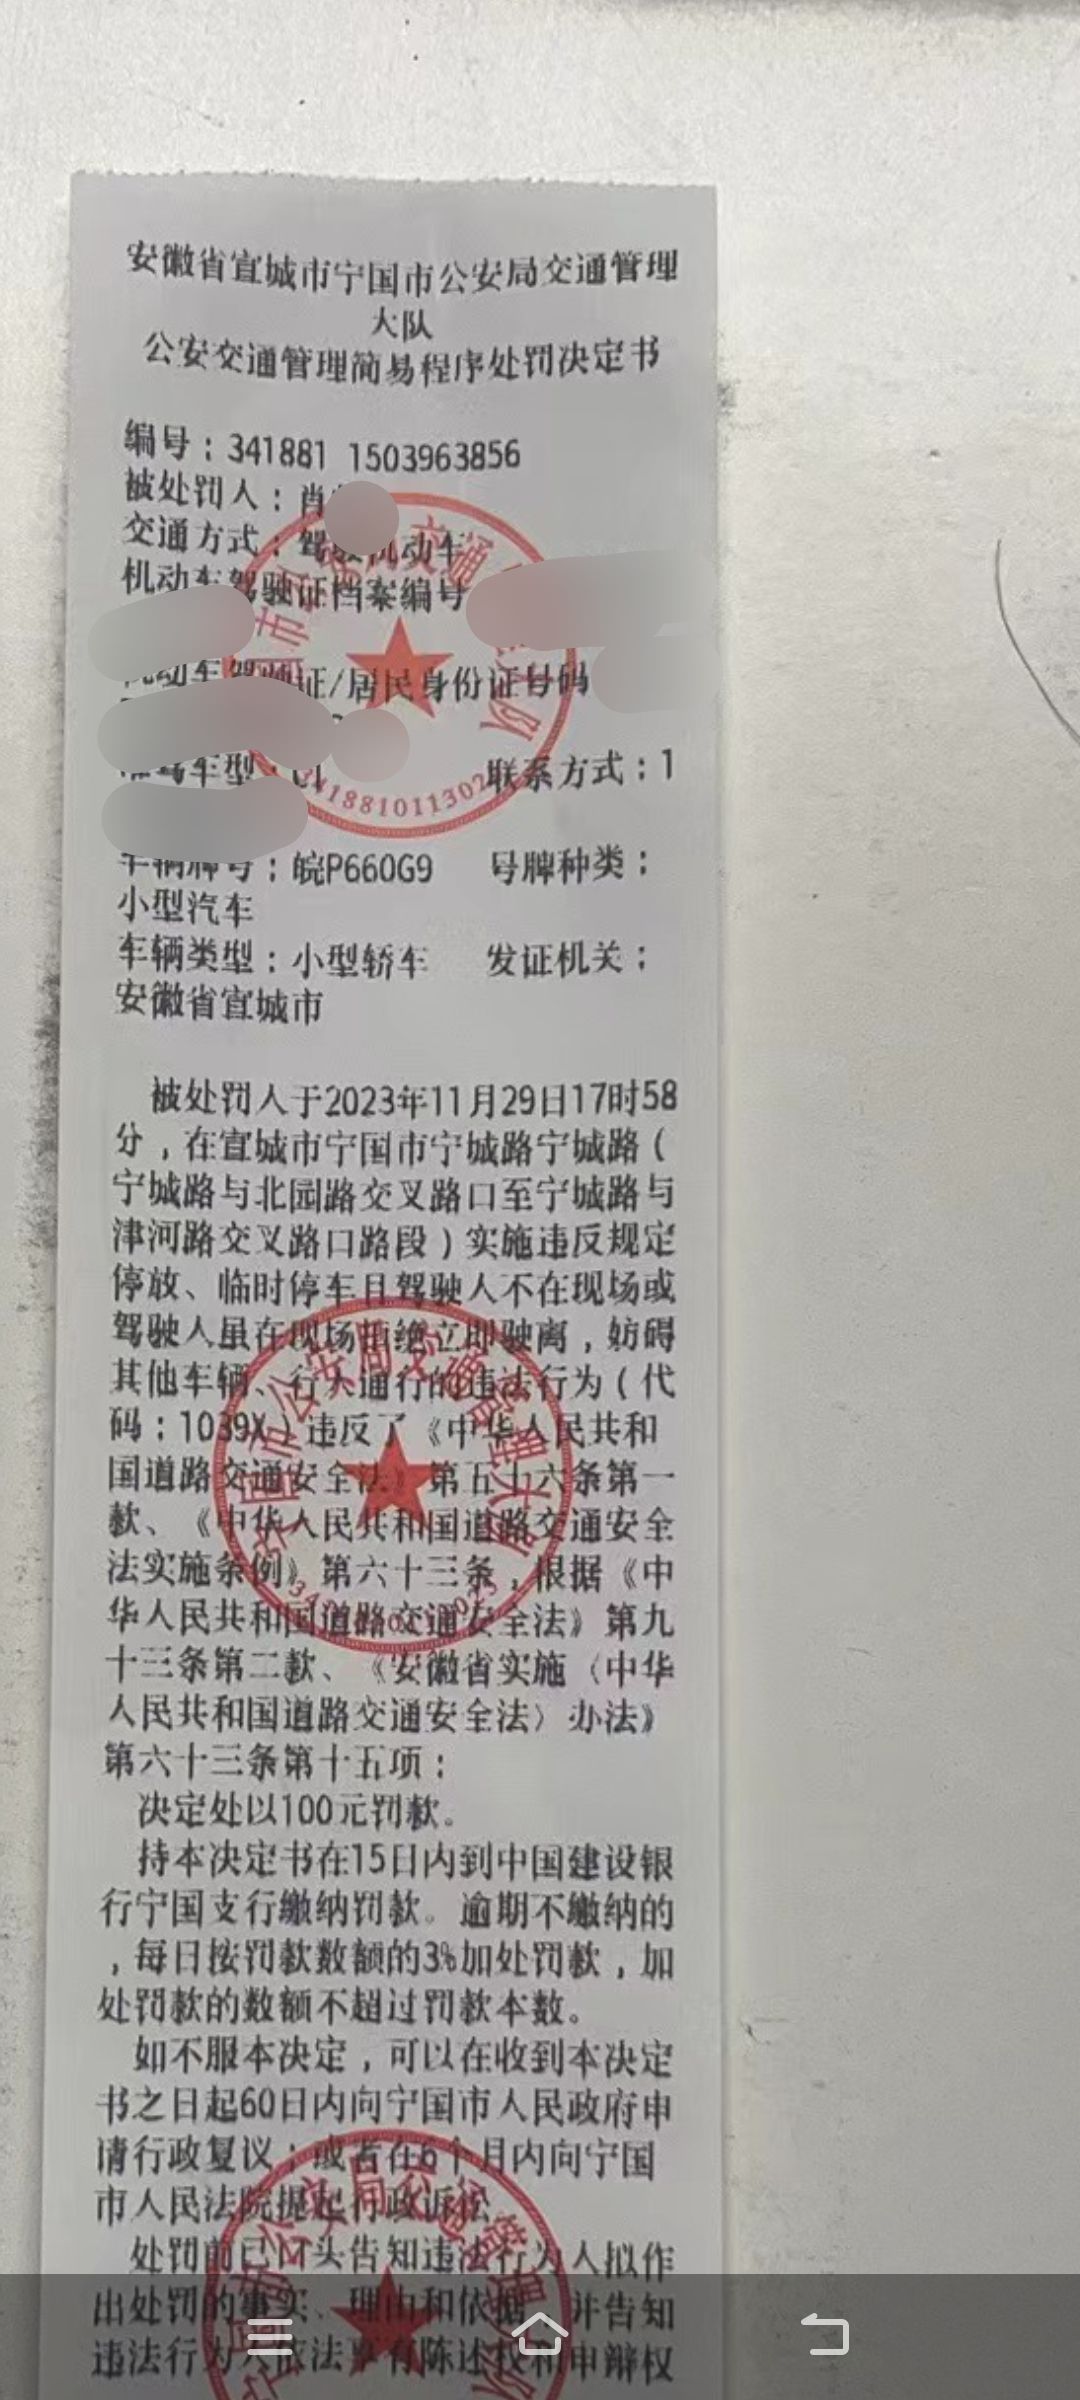 安徽省宣城市宁国市公安局交通管理
大队
公安交通管理简易程序处罚决定书
编号：341881 1503963856
被处罚人：肖
交通方式：驾驶机动车
机动车驾驶证档案编号
机动车驾驶证/居民身份证号码
准驾车型：C1 联系方式：1
车辆牌号：皖P660G9 号牌种类：
小型汽车
车辆类型：小型轿车 发证机关：
安徽省宣城市
被处罚人于2023年11月29日17时58
分，在宣城市宁国市宁城路宁城路（
宁城路与北园路交叉路口至宁城路与
津河路交叉路口路段）实施违反规定
停放、临时停车且驾驶人不在现场或
驾驶人虽在现场拒绝立即驶离，妨碍
其他车辆、行人通行的违法行为（代
码：1039X）违反了《中华人民共和
国道路交通安全法》第五十六条第一
款、《中华人民共和国道路交通安全
法实施条例》第六十三条，根据《中
华人民共和国道路交通安全法》第九
十三条第二款、《安徽省实施〈中华
人民共和国道路交通安全法〉办法》
第六十三条第十五项：
决定处以100元罚款。
持本决定书在15日内到中国建设银
行宁国支行缴纳罚款。逾期不缴纳的
，每日按罚款数额的3%加处罚款，加
处罚款的数额不超过罚款本数。
如不服本决定，可以在收到本决定
书之日起60日内向宁国市人民政府申
请行政复议；或者在6个月内向宁国
市人民法院提起行政诉讼
处罚前已口头告知违法行为人拟作
出处罚的事实、理由和依据 并告知
违法行为人依法享有陈述权和申辩权